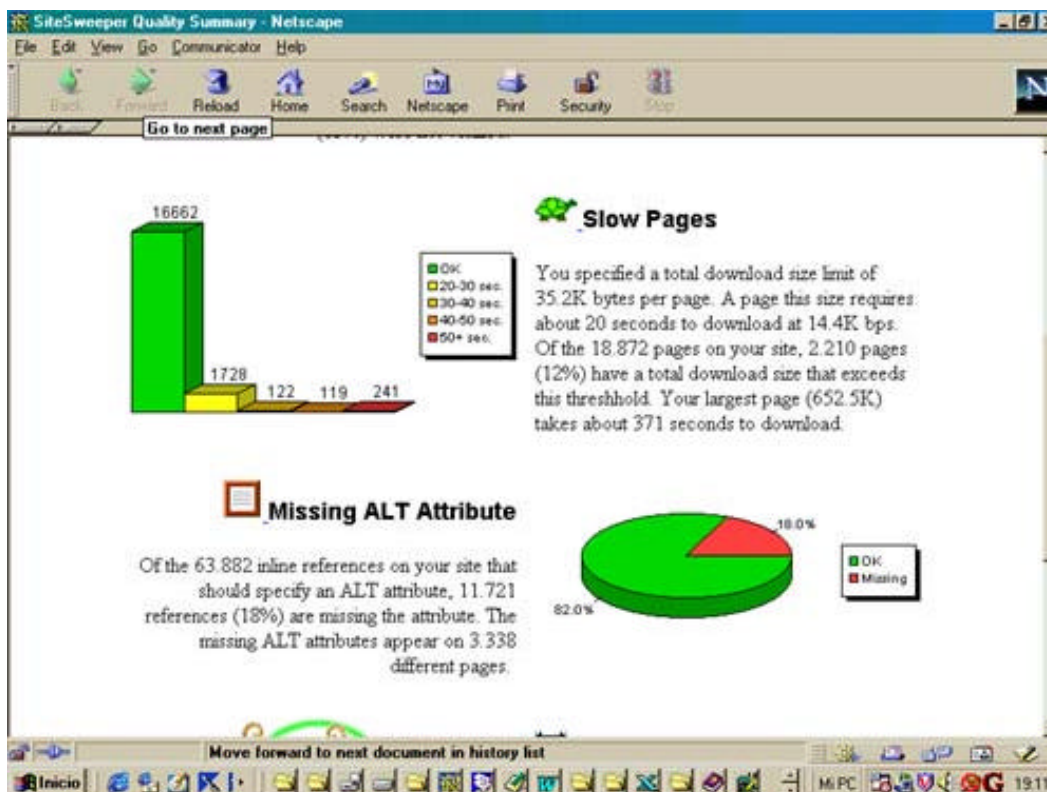 SiteSweeper Quality Summary - Netscape
File Edit View Go Communicator Help
Back Forward Reload Home Search Netscape Print Security Stop
Go to next page
16662
1728
122 119 241
OK
20-30 sec.
30-40 sec.
40-50 sec.
50+ sec.
Slow Pages
You specified a total download size limit of
35.2K bytes per page. A page this size requires
about 20 seconds to download at 14.4K bps.
Of the 18.872 pages on your site, 2.210 pages
(12%) have a total download size that exceeds
this threshhold. Your largest page (652.5K)
takes about 371 seconds to download.
Missing ALT Attribute
Of the 63.882 inline references on your site that
should specify an ALT attribute, 11.721
references (18%) are missing the attribute. The
missing ALT attributes appear on 3.338
different pages.
18.0%
82.0%
OK
Missing
Move forward to next document in history list
Inicio Mi PC 19:11